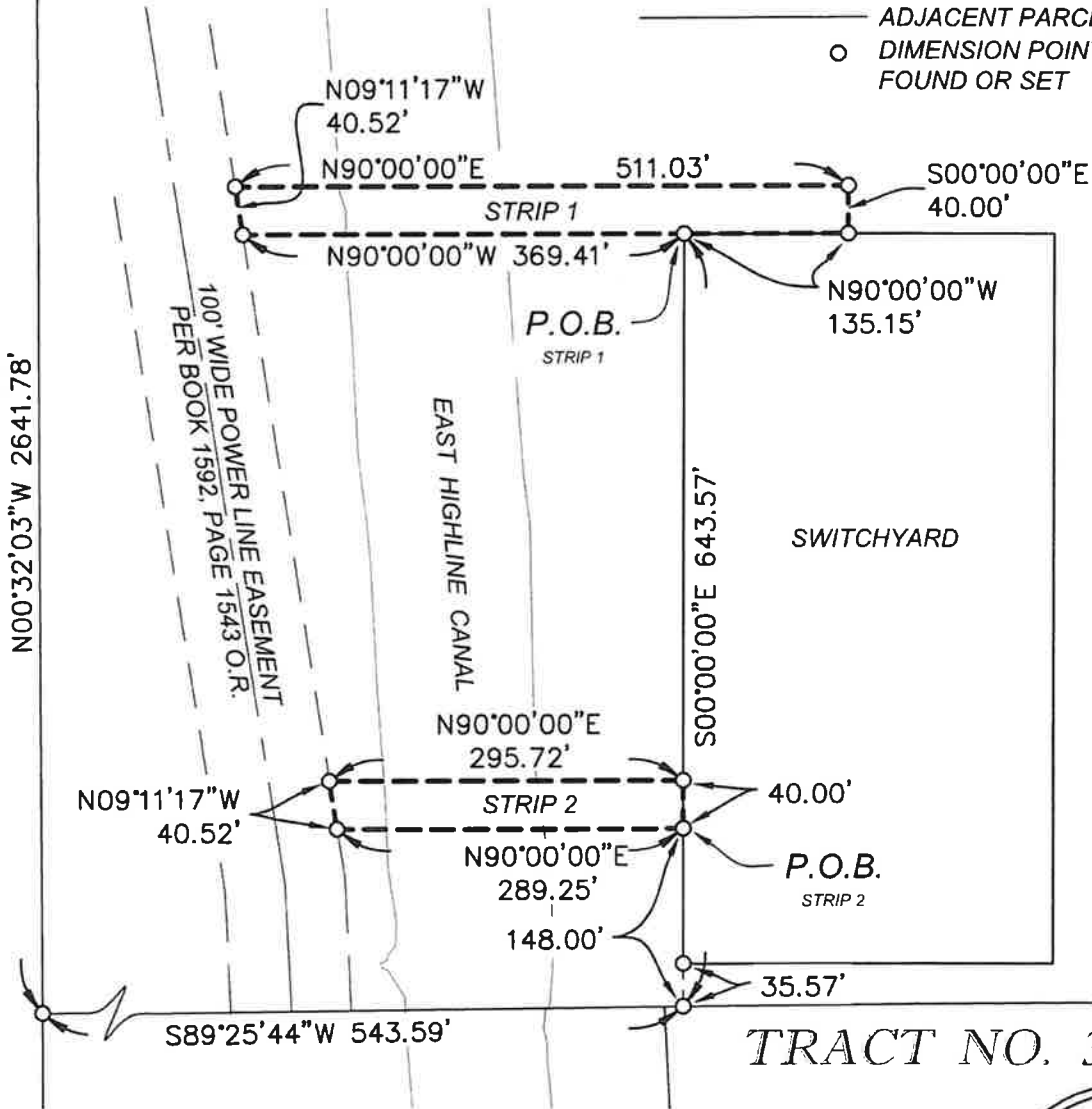 ADJACENT
DIMENSION
FOUND OR SET
N09°11'17"W
40.52'
N90°00'00"E 511.03'
S00°00'00"E
40.00'
STRIP 1
N90°00'00"W 369.41'
N90°00'00"W
135.15'
P.O.B.
STRIP 1
100' WIDE POWER LINE EASEMENT
PER BOOK 1592, PAGE 1543 O.R.
N00°32'03"W 2641.78'
EAST HIGHLINE CANAL
S00°00'00"E 643.57'
SWITCHYARD
N90°00'00"E
295.72'
N09°11'17"W
40.52'
STRIP 2
40.00'
N90°00'00"E
289.25'
P.O.B.
STRIP 2
148.00'
35.57'
S89°25'44"W 543.59'
TRACT NO.